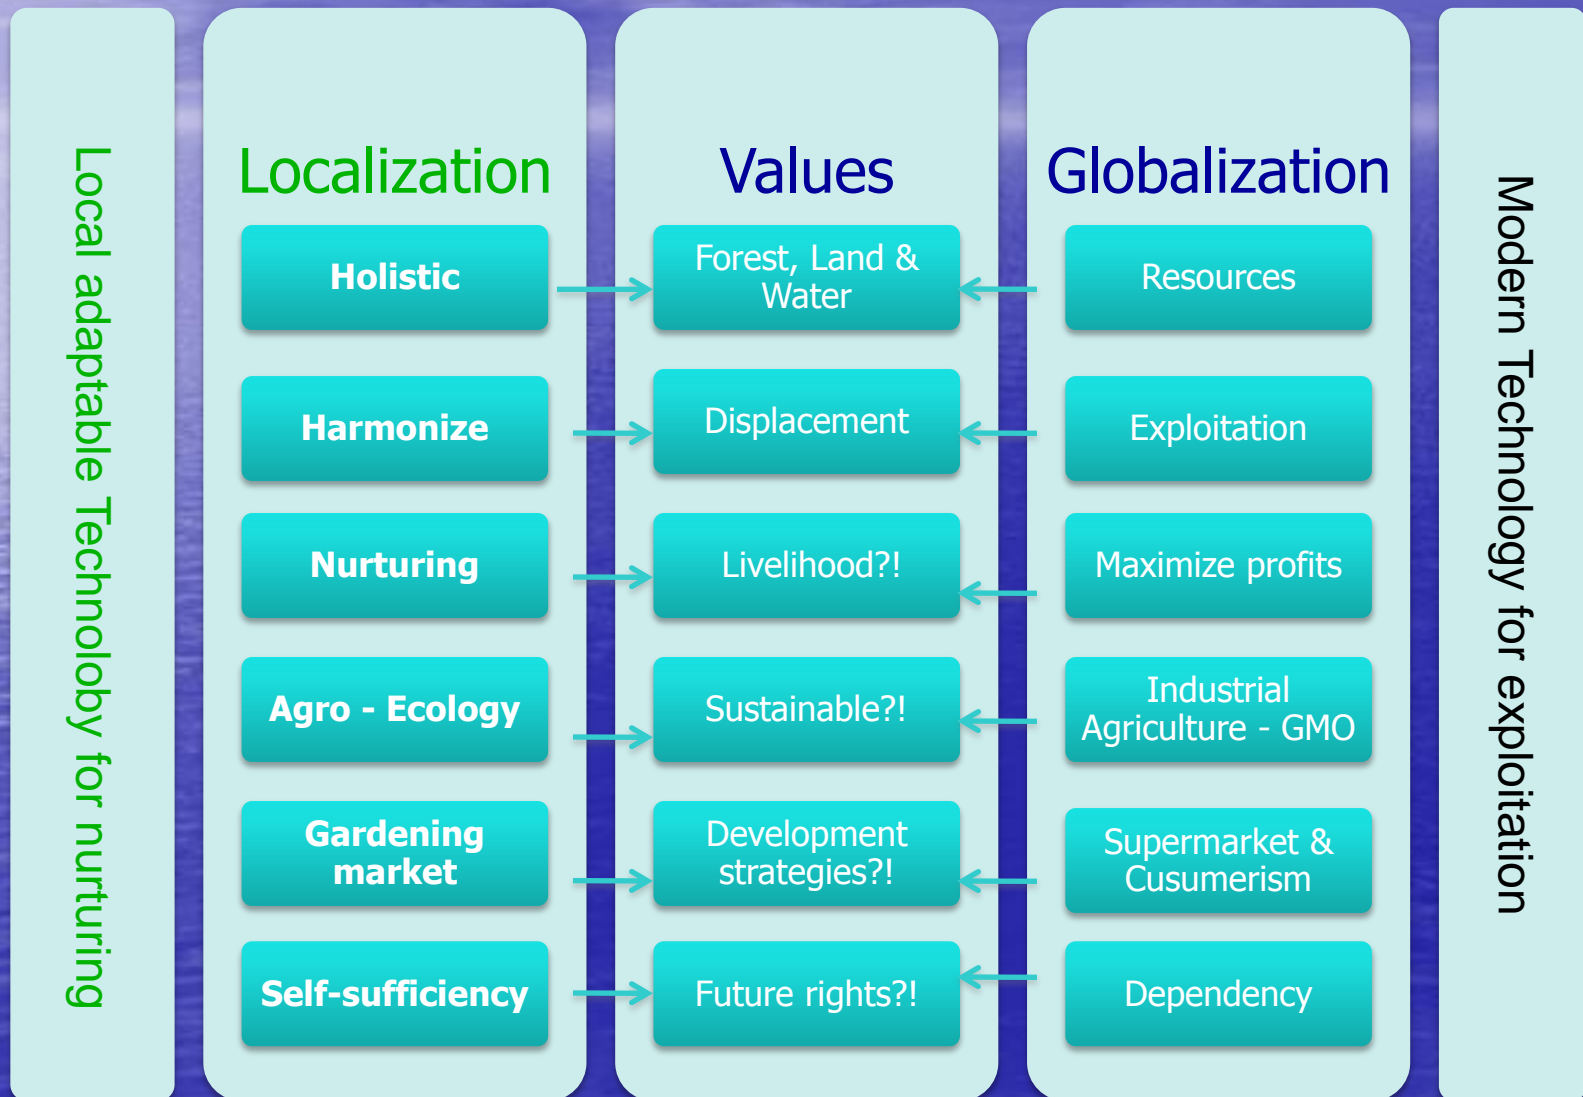 Local adaptable Technoloby for nurturing
Localization
Holistic
Harmonize
Nurturing
Agro - Ecology
Gardening
market
Self-sufficiency
Values
Forest, Land &
Water
Displacement
Livelihood?!
Sustainable?!
Development
strategies?!
Future rights?!
Globalization
Resources
Exploitation
Maximize profits
Industrial
Agriculture - GMO
Supermarket &
Cusumerism
Dependency
Modern Technology for exploitation